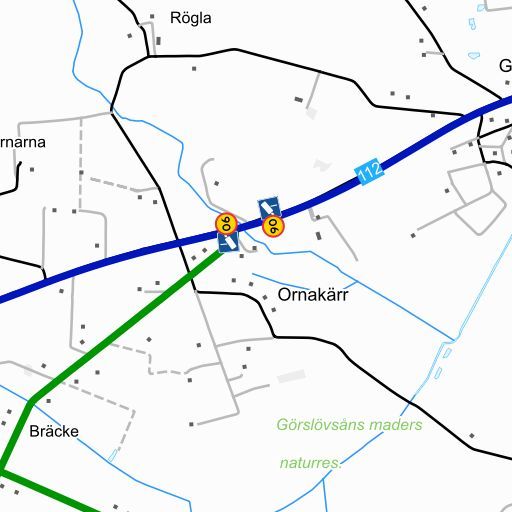 Rögla
G
rnarna
112
90
90
Ornakärr
Bräcke
Görslövsåns maders
naturres.